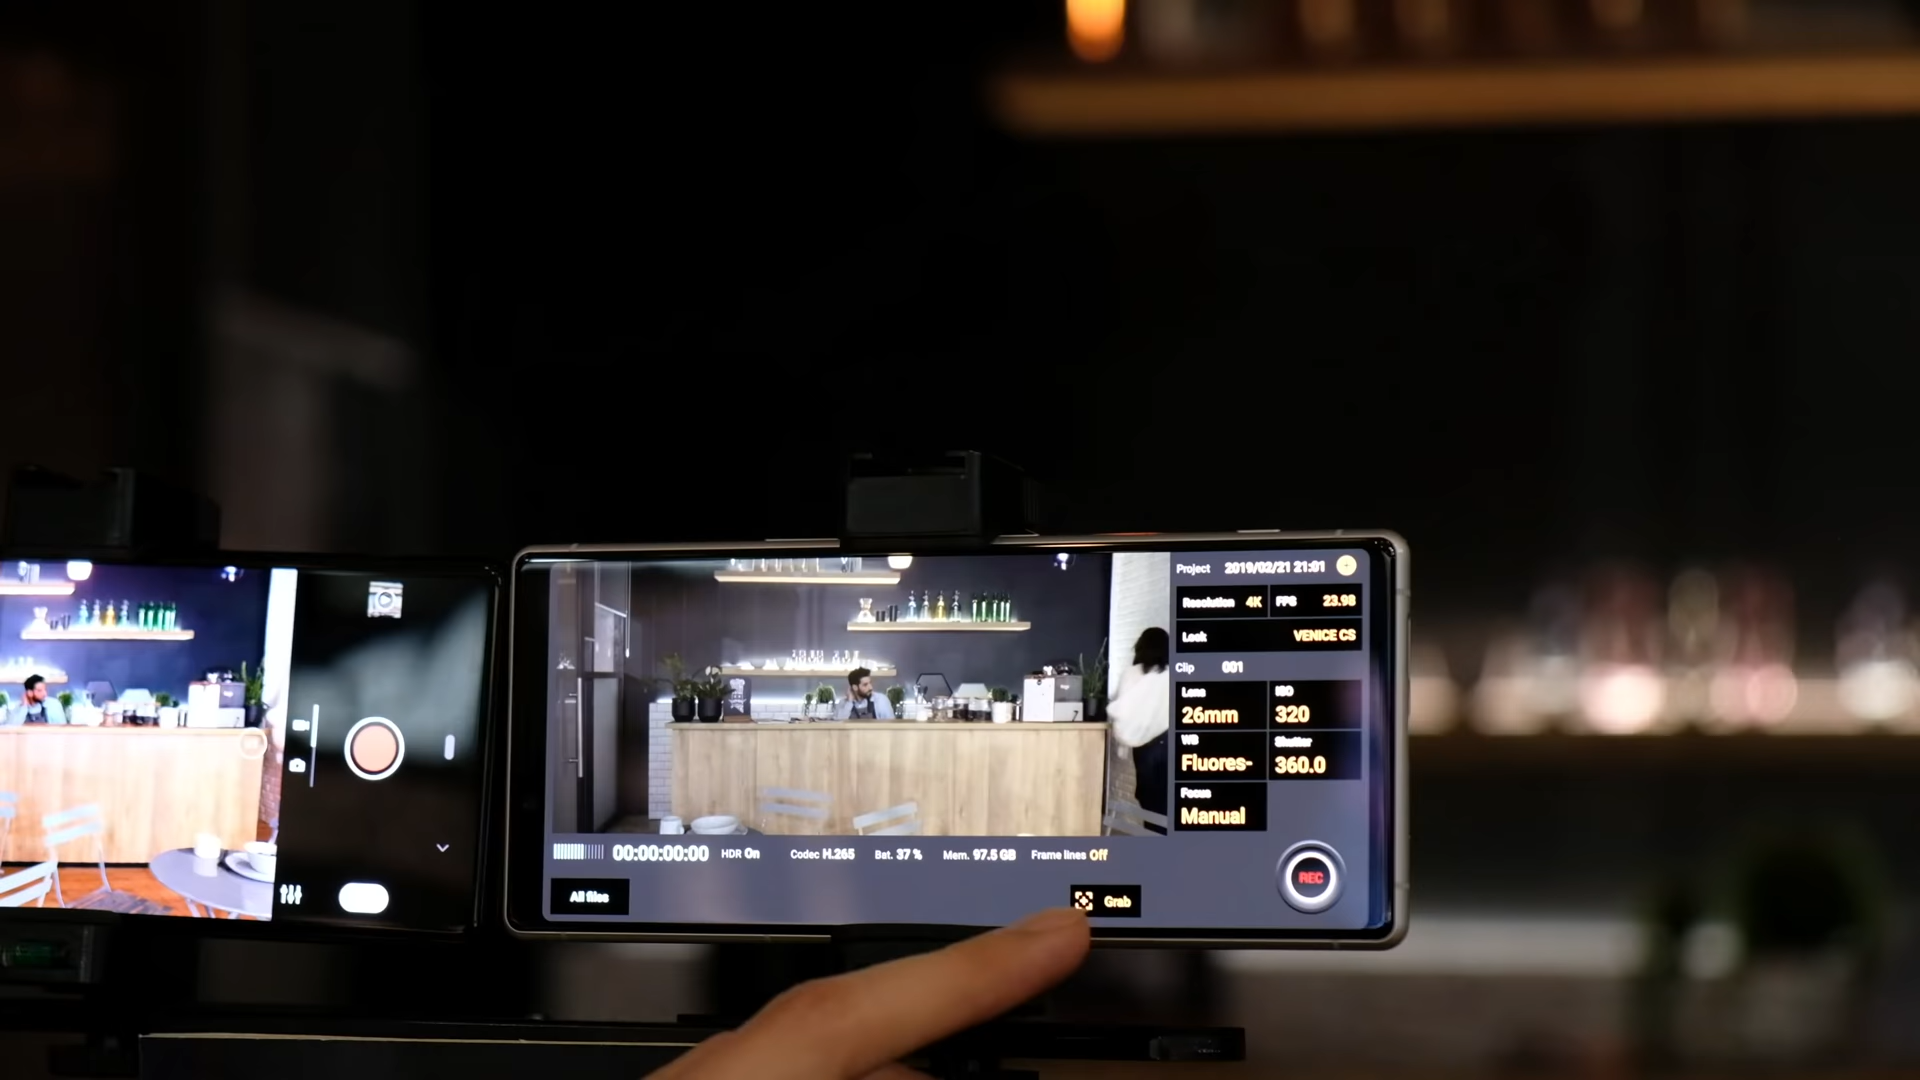 Project 2019/02/21 21:01
Resolution 4K FPS 23.98
Look VENICE CS
Clip 001
Lens ISO
26mm 320
WB Shutter
Fluores- 360.0
Focus
Manual
00:00:00:00 HDR On Codec H.265 Bat. 37 % Mem. 97.5 GB Frame lines Off
REC
All files Grab